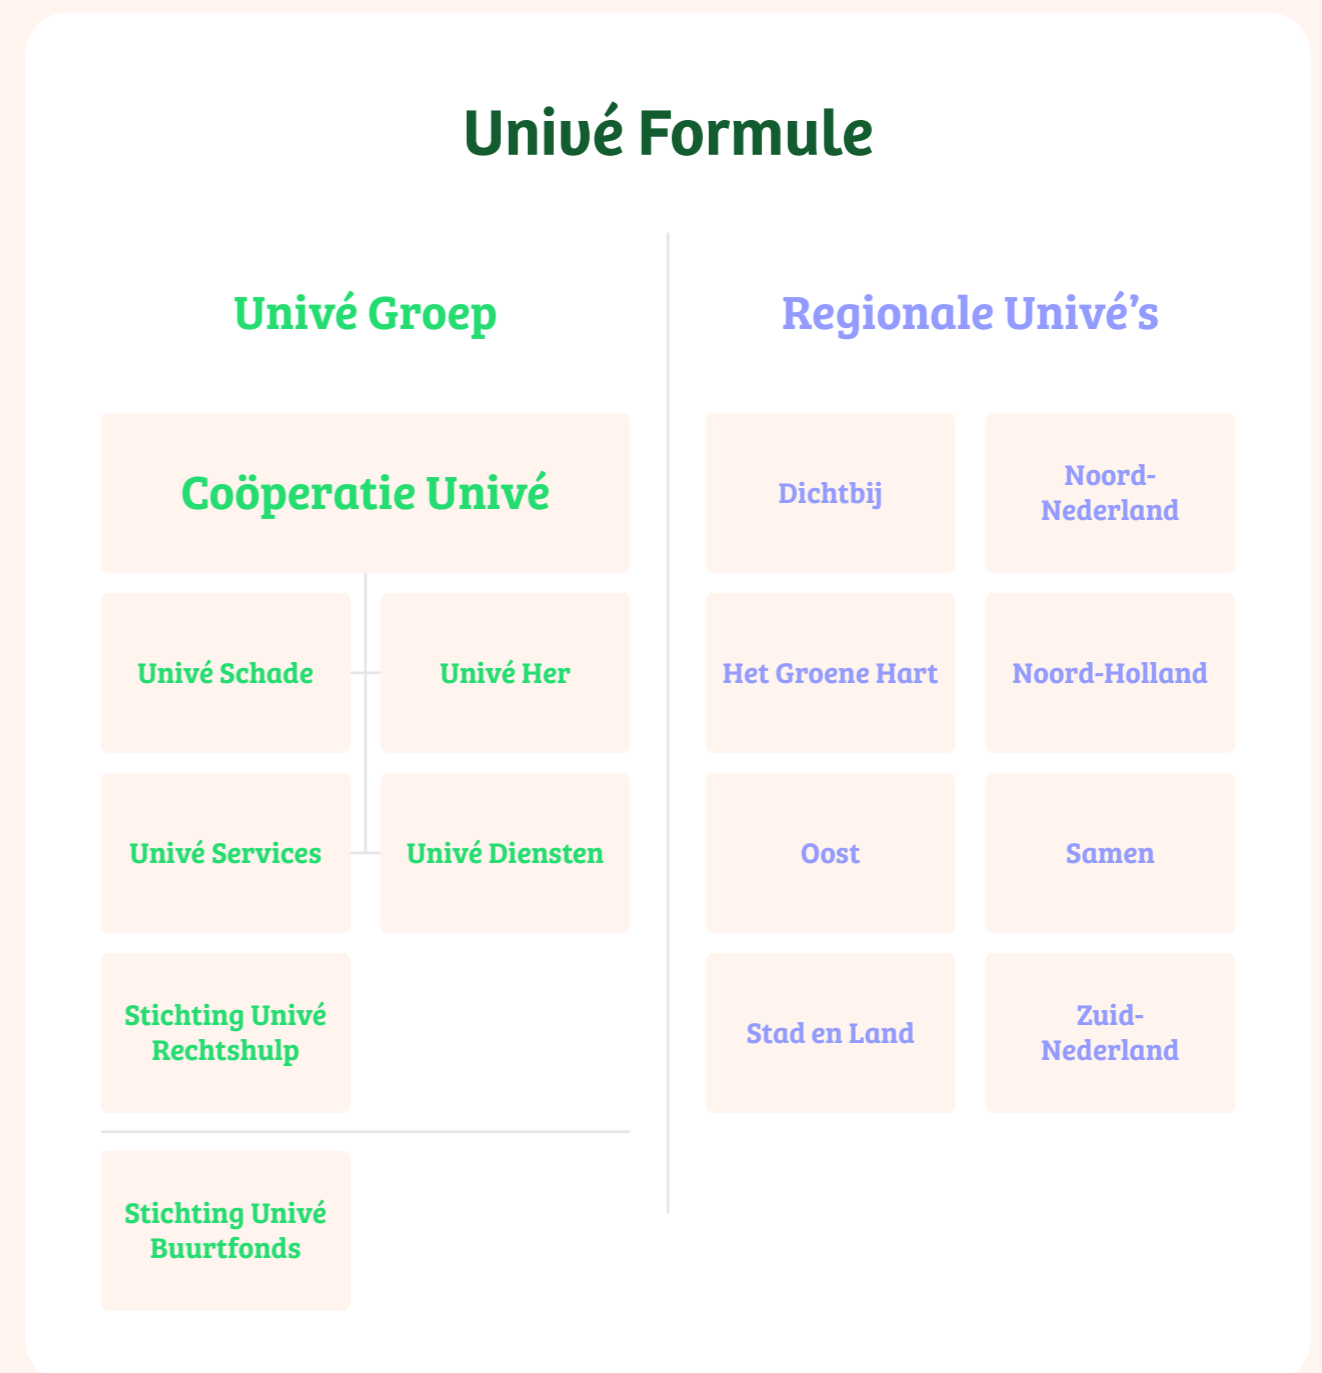 Univé Formule
Univé Groep
Coöperatie Univé
Univé Schade
Univé Her
Univé Services
Univé Diensten
Stichting Univé
Rechtshulp
Stichting Univé
Buurtfonds
Regionale Univé’s
Dichtbij
Noord-
Nederland
Het Groene Hart
Noord-Holland
Oost
Samen
Stad en Land
Zuid-
Nederland